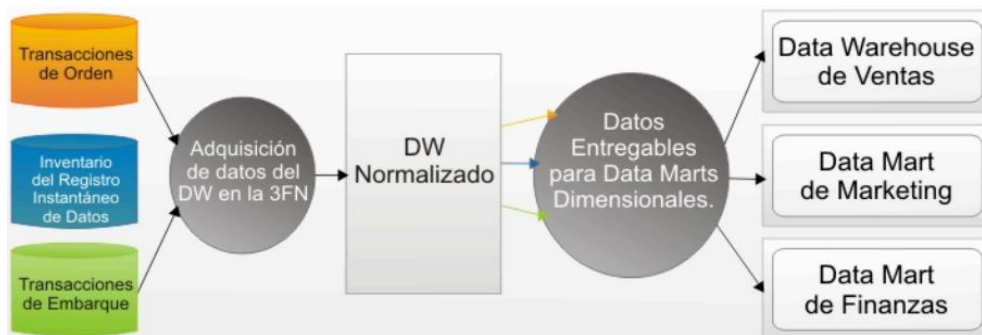 Transacciones
de Orden
Inventario
del Registro
Instantáneo
de Datos
Transacciones
de Embarque
Adquisición
de datos del
DW en la 3FN
DW
Normalizado
Datos
Entregables
para Data Marts
Dimensionales.
Data Warehouse
de Ventas
Data Mart
de Marketing
Data Mart
de Finanzas